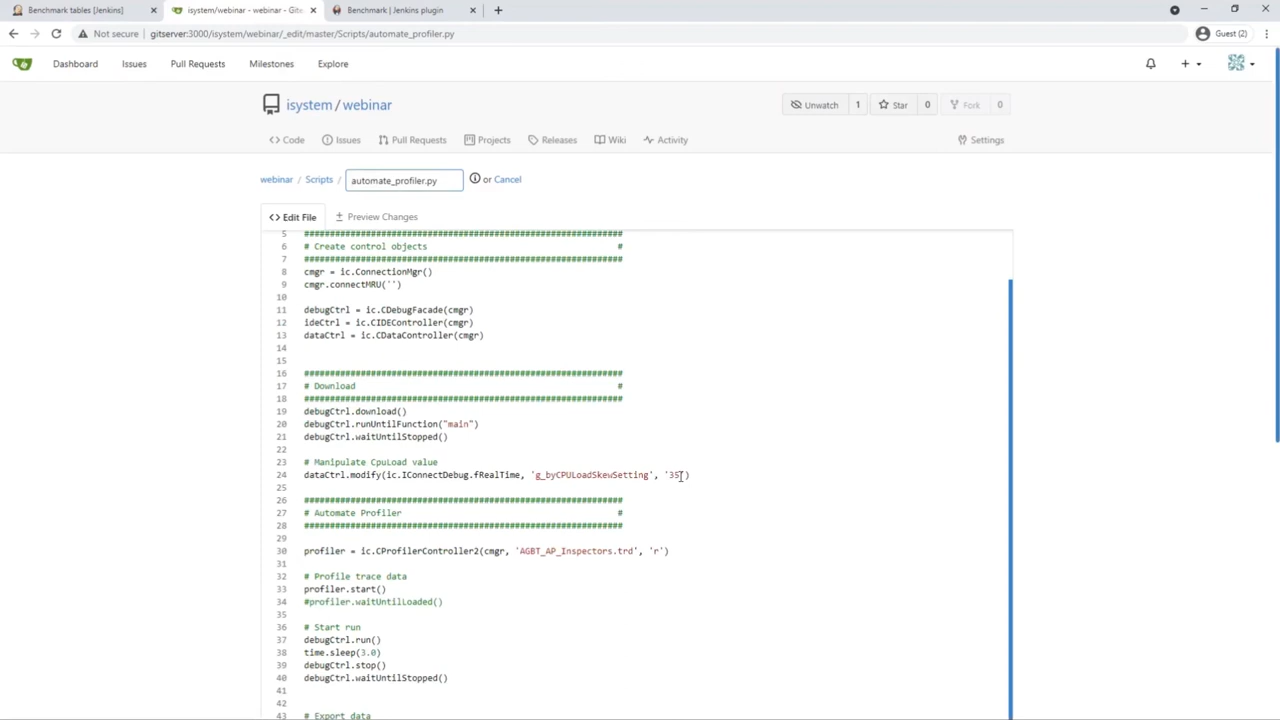 Benchmark tables [Jenkins]
isystem/webinar - webinar - Gite
Benchmark | Jenkins plugin
Not secure
gitserver:3000/isystem/webinar/_edit/master/Scripts/automate_profiler.py
Guest (2)
Dashboard
Issues
Pull Requests
Milestones
Explore
isystem / webinar
Unwatch 1
Star 0
Fork 0
Code
Issues
Pull Requests
Projects
Releases
Wiki
Activity
Settings
webinar / Scripts / automate_profiler.py or Cancel
<> Edit File
Preview Changes
5 #############################################################
6 # Create control objects #
7 #############################################################
8 cmgr = ic.ConnectionMgr()
9 cmgr.connectMRU('')
10
11 debugCtrl = ic.CDebugFacade(cmgr)
12 ideCtrl = ic.CIDEController(cmgr)
13 dataCtrl = ic.CDataController(cmgr)
14
15
16 #############################################################
17 # Download #
18 #############################################################
19 debugCtrl.download()
20 debugCtrl.runUntilFunction("main")
21 debugCtrl.waitUntilStopped()
22
23 # Manipulate CpuLoad value
24 dataCtrl.modify(ic.IConnectDebug.fRealTime, 'g_byCPULoadSkewSetting', '35')
25
26 #############################################################
27 # Automate Profiler #
28 #############################################################
29
30 profiler = ic.CProfilerController2(cmgr, 'AGBT_AP_Inspectors.trd', 'r')
31
32 # Profile trace data
33 profiler.start()
34 #profiler.waitUntilLoaded()
35
36 # Start run
37 debugCtrl.run()
38 time.sleep(3.0)
39 debugCtrl.stop()
40 debugCtrl.waitUntilStopped()
41
42
43 # Export data